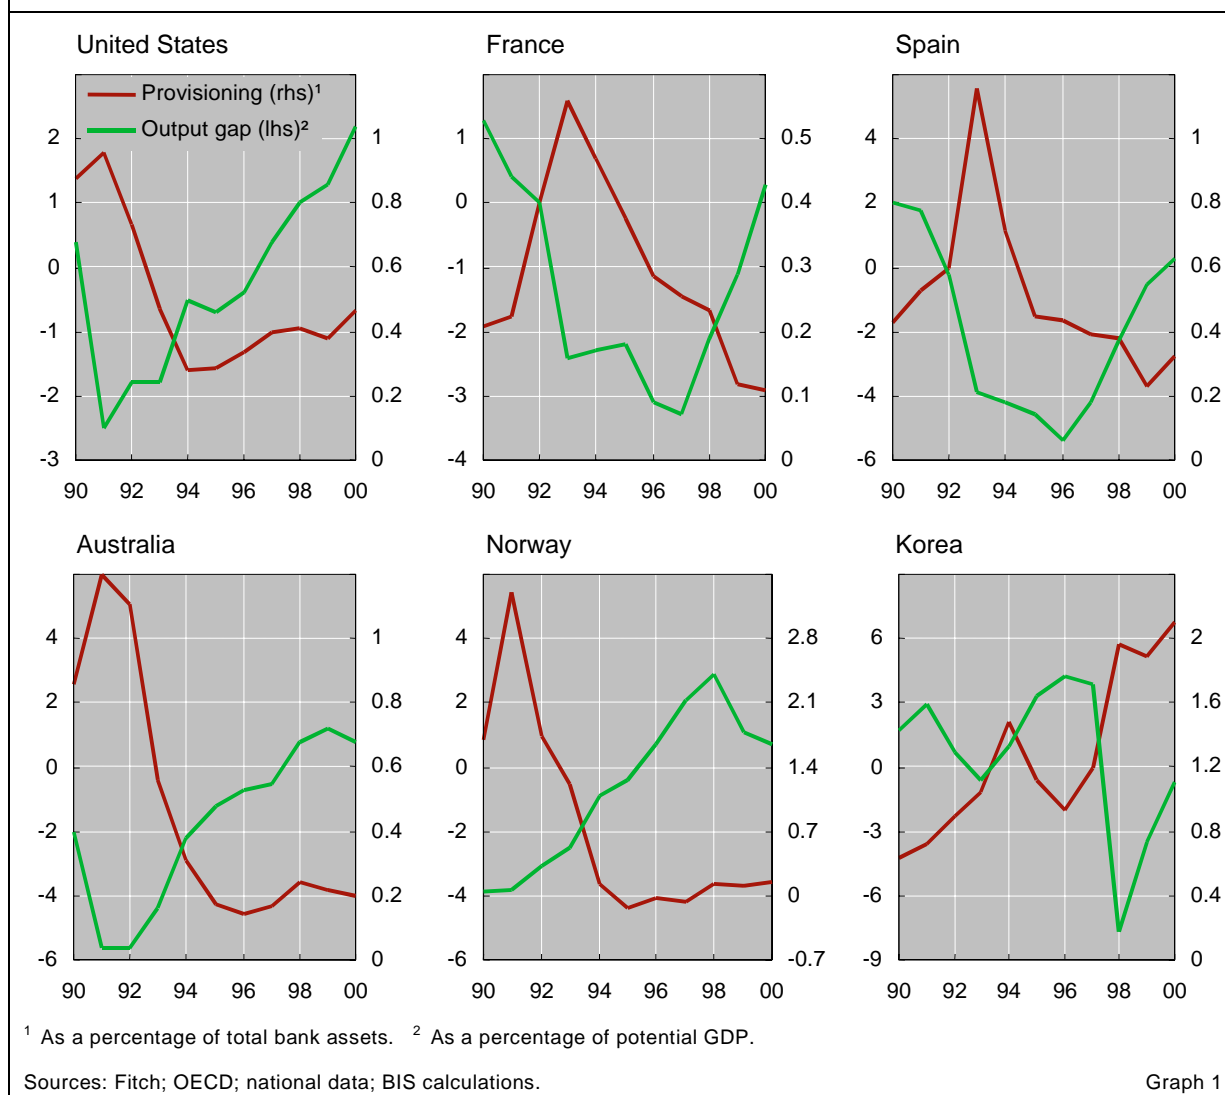 United States France Spain
Provisioning (rhs)¹
Output gap (lhs)²
2 1 1 0.5 4 1
1 0.8 0 0.4 2 0.8
0 0.6 -1 0.3 0 0.6
-1 0.4 -2 0.2 -2 0.4
-2 0.2 -3 0.1 -4 0.2
-3 0 -4 0 -6 0
90 92 94 96 98 00 90 92 94 96 98 00 90 92 94 96 98 00
Australia Norway Korea
4 1 4 2.8 6 2
2 0.8 2 2.1 3 1.6
0 0.6 0 1.4 0 1.2
-2 0.4 -2 0.7 -3 0.8
-4 0.2 -4 0 -6 0.4
-6 0 -6 -0.7 -9 0
90 92 94 96 98 00 90 92 94 96 98 00 90 92 94 96 98 00
¹ As a percentage of total bank assets. ² As a percentage of potential GDP.
Sources: Fitch; OECD; national data; BIS calculations. Graph 1